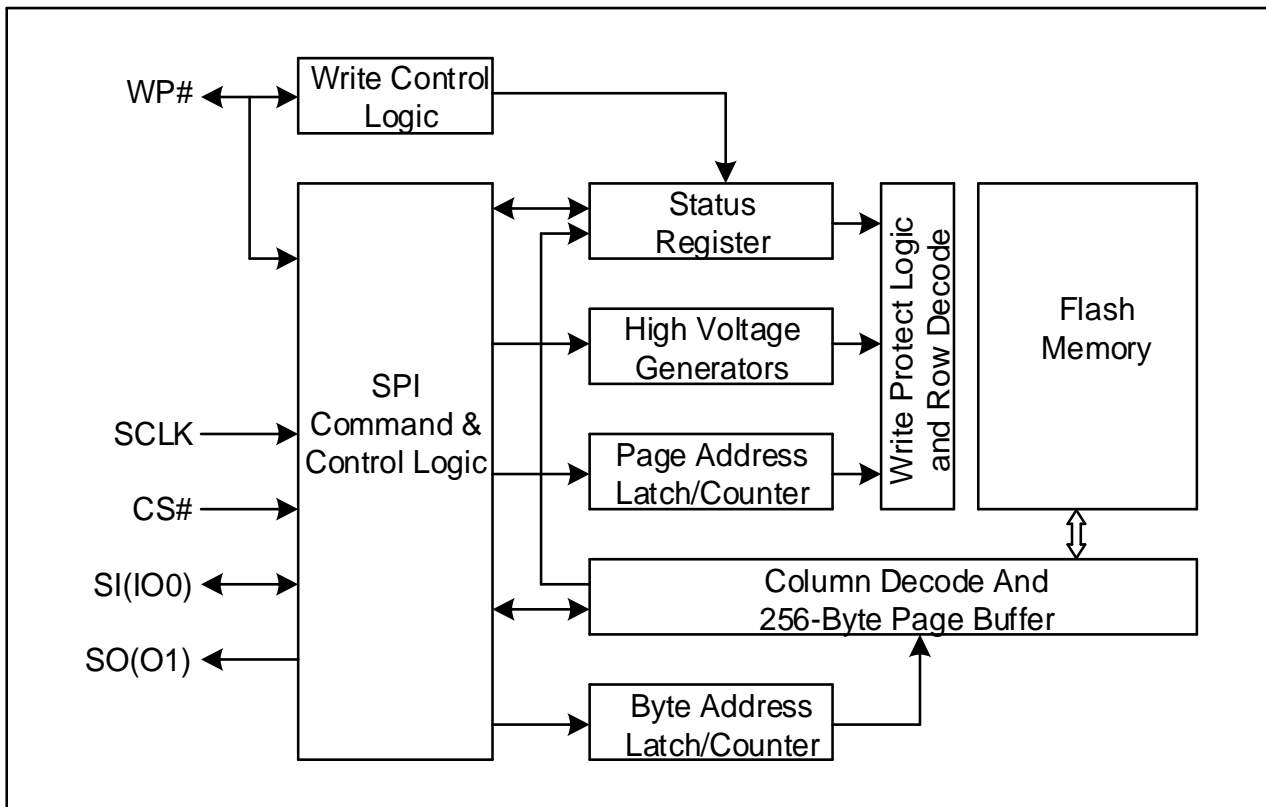 WP#
Write Control
Logic
Status
Register
High Voltage
Generators
Page Address
Latch/Counter
Write Protect Logic
and Row Decode
Flash
Memory
SPI
Command &
Control Logic
SCLK
CS#
SI(IO0)
SO(O1)
Column Decode And
256-Byte Page Buffer
Byte Address
Latch/Counter